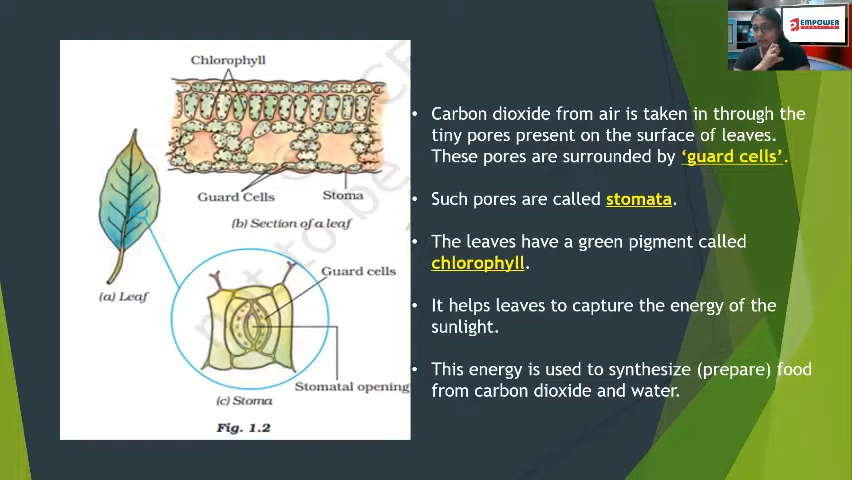 EMPOWER
Chlorophyll
Guard Cells
Stoma
(b) Section of a leaf
(a) Leaf
Guard cells
Stomatal opening
(c) Stoma
Fig. 1.2
not to be
• Carbon dioxide from air is taken in through the
tiny pores present on the surface of leaves.
These pores are surrounded by ‘guard cells’.
• Such pores are called stomata.
• The leaves have a green pigment called
chlorophyll.
• It helps leaves to capture the energy of the
sunlight.
• This energy is used to synthesize (prepare) food
from carbon dioxide and water.